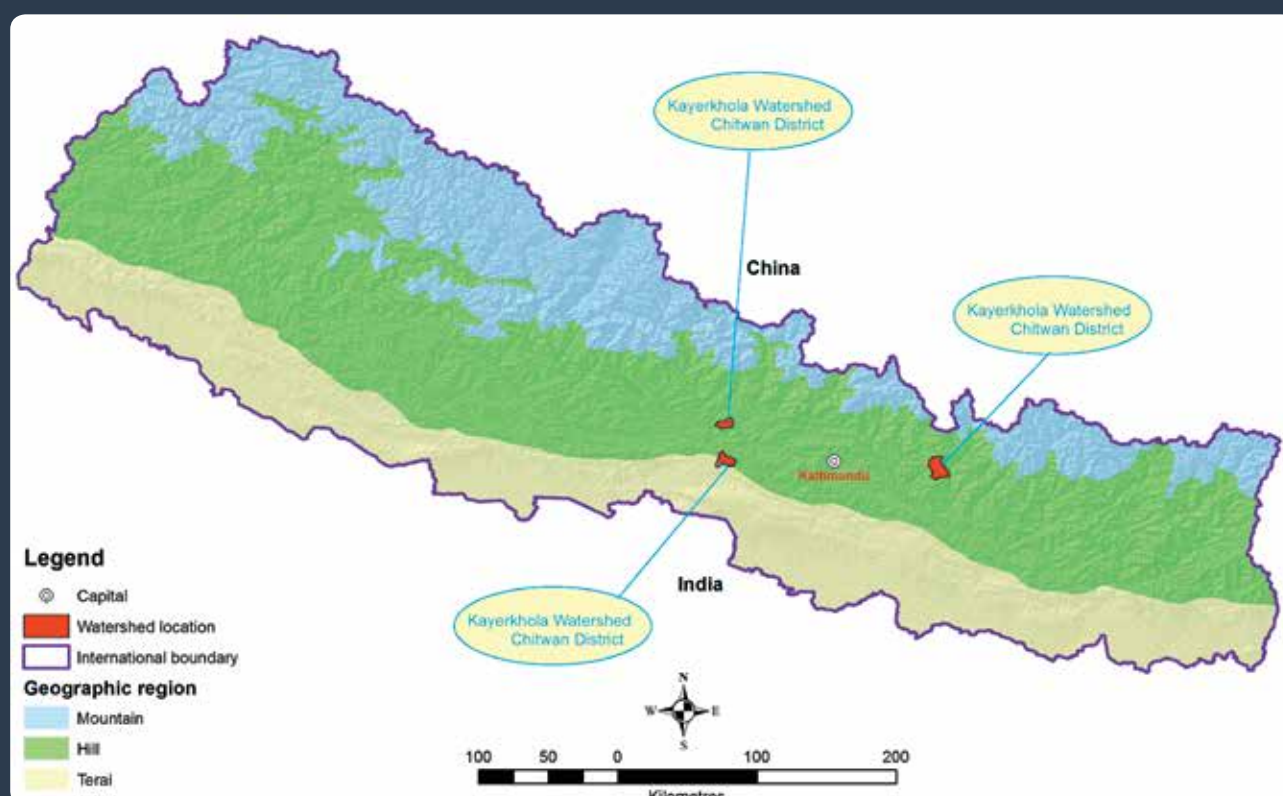 Kayerkhola Watershed
Chitwan District
China
Kayerkhola Watershed
Chitwan District
Kathmandu
India
Kayerkhola Watershed
Chitwan District
Legend
Capital
Watershed location
International boundary
Geographic region
Mountain
Hill
Terai
N
W E
S
100 50 0 100 200
Kilometres